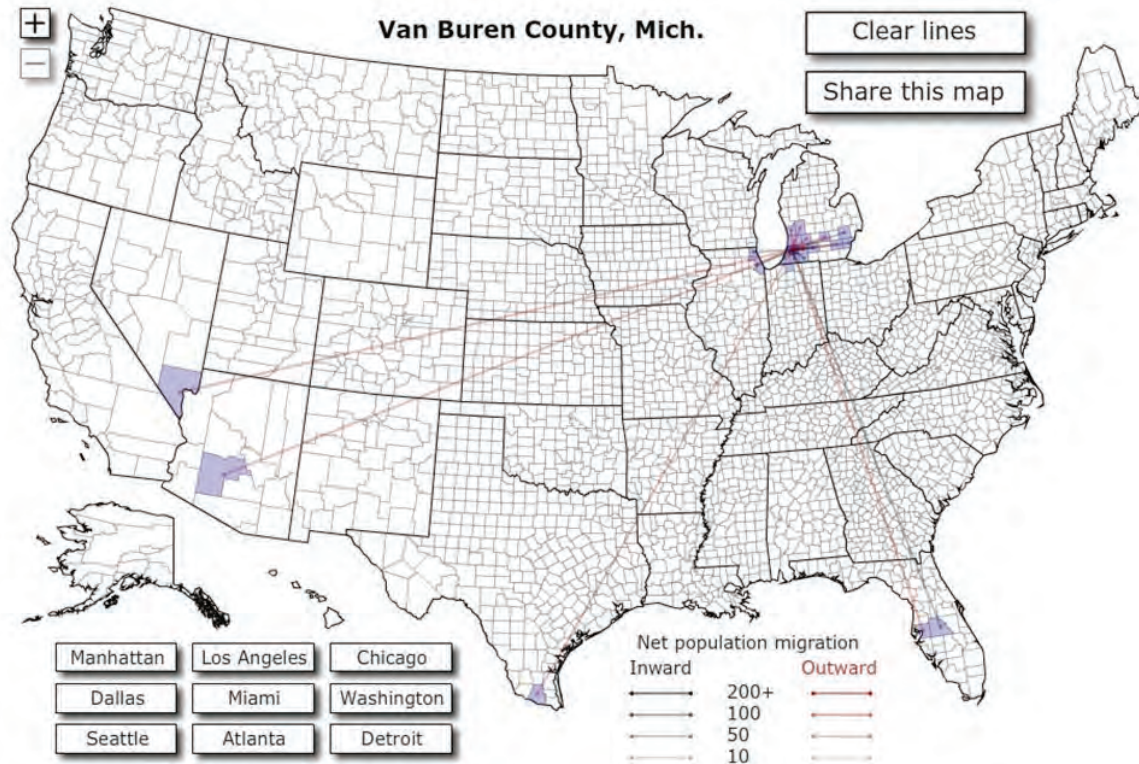 +
−
Van Buren County, Mich.
Clear lines
Share this map
Manhattan
Los Angeles
Chicago
Dallas
Miami
Washington
Seattle
Atlanta
Detroit
Net population migration
Inward
Outward
200+
100
50
10